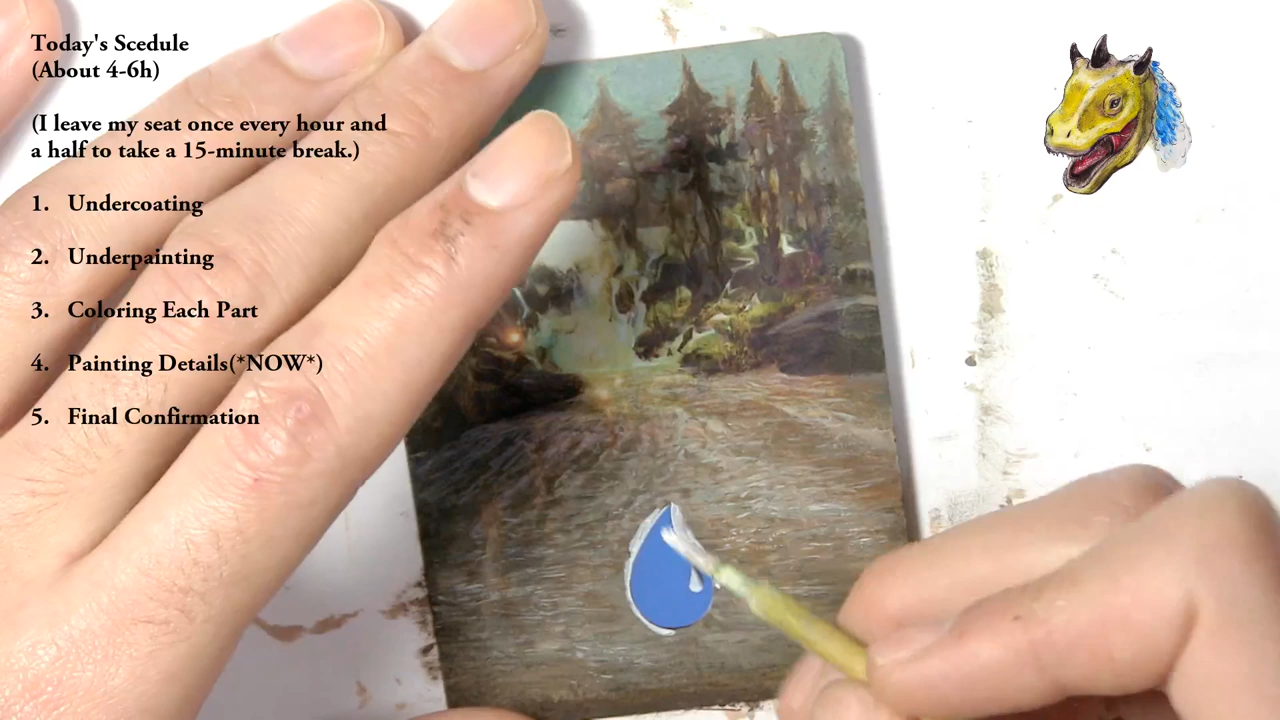 Today's Scedule
(About 4-6h)
(I leave my seat once every hour and
a half to take a 15-minute break.)
1. Undercoating
2. Underpainting
3. Coloring Each Part
4. Painting Details(*NOW*)
5. Final Confirmation